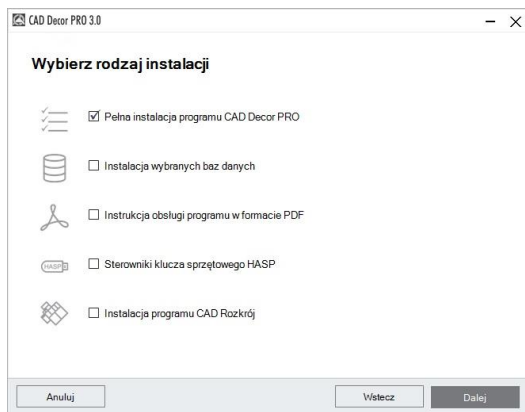 CAD Decor PRO 3.0
Wybierz rodzaj instalacji
Pełna instalacja programu CAD Decor PRO
Instalacja wybranych baz danych
Instrukcja obsługi programu w formacie PDF
HASP
Sterowniki klucza sprzętowego HASP
Instalacja programu CAD Rozkrój
Anuluj
Wstecz
Dalej